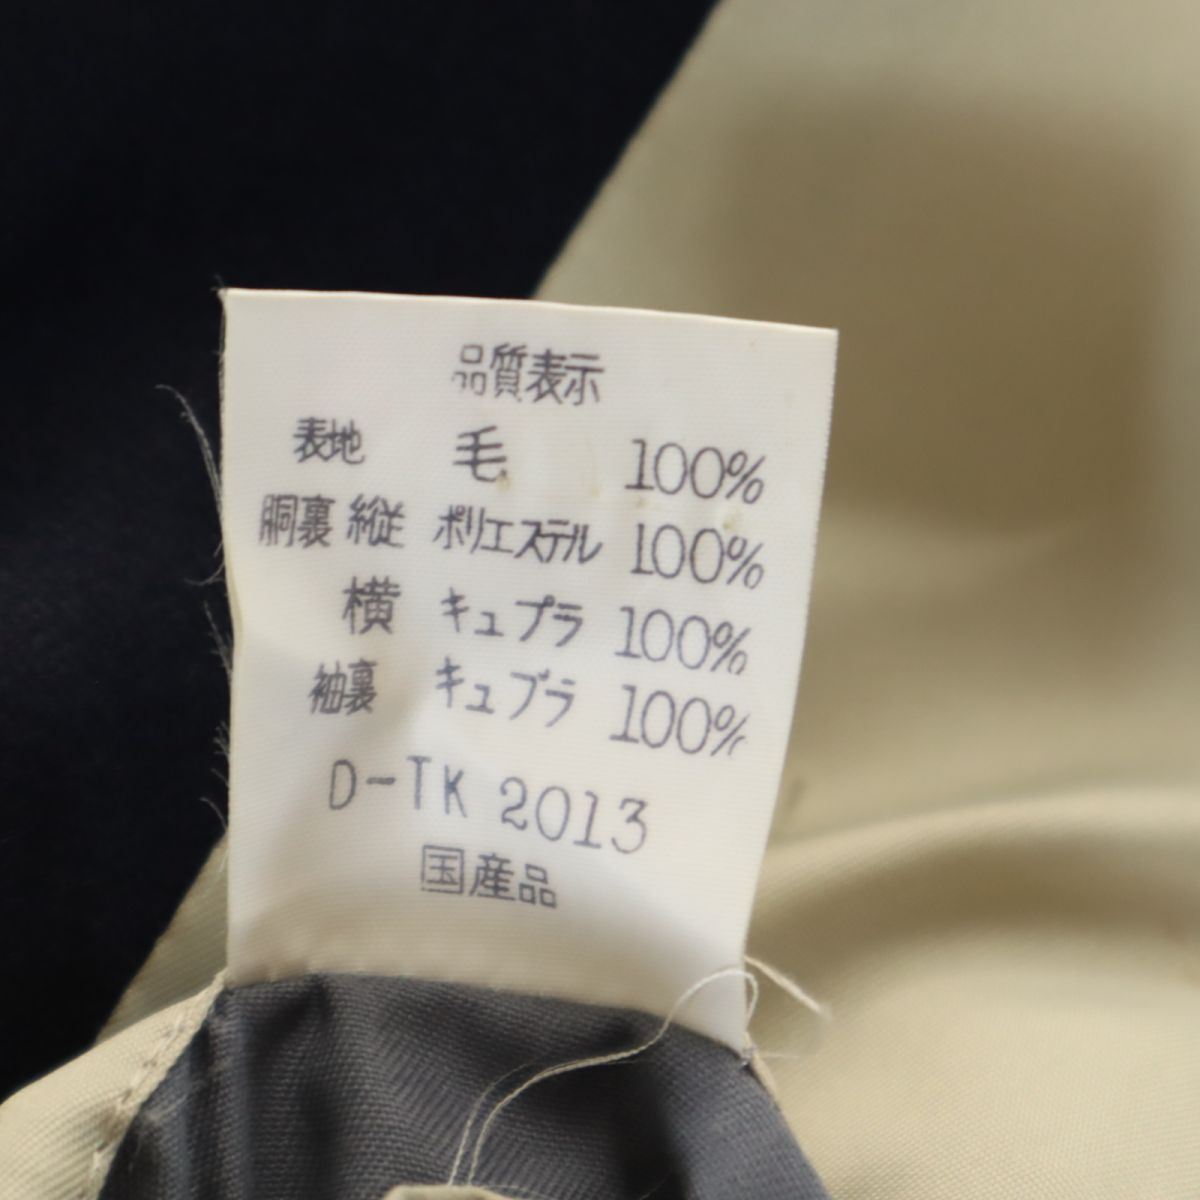 品質表示
表地 毛 100%
胴裏 縦 ポリエステル 100%
横 キュプラ 100%
袖裏 キュプラ 100%
D-TK 2013
国産品